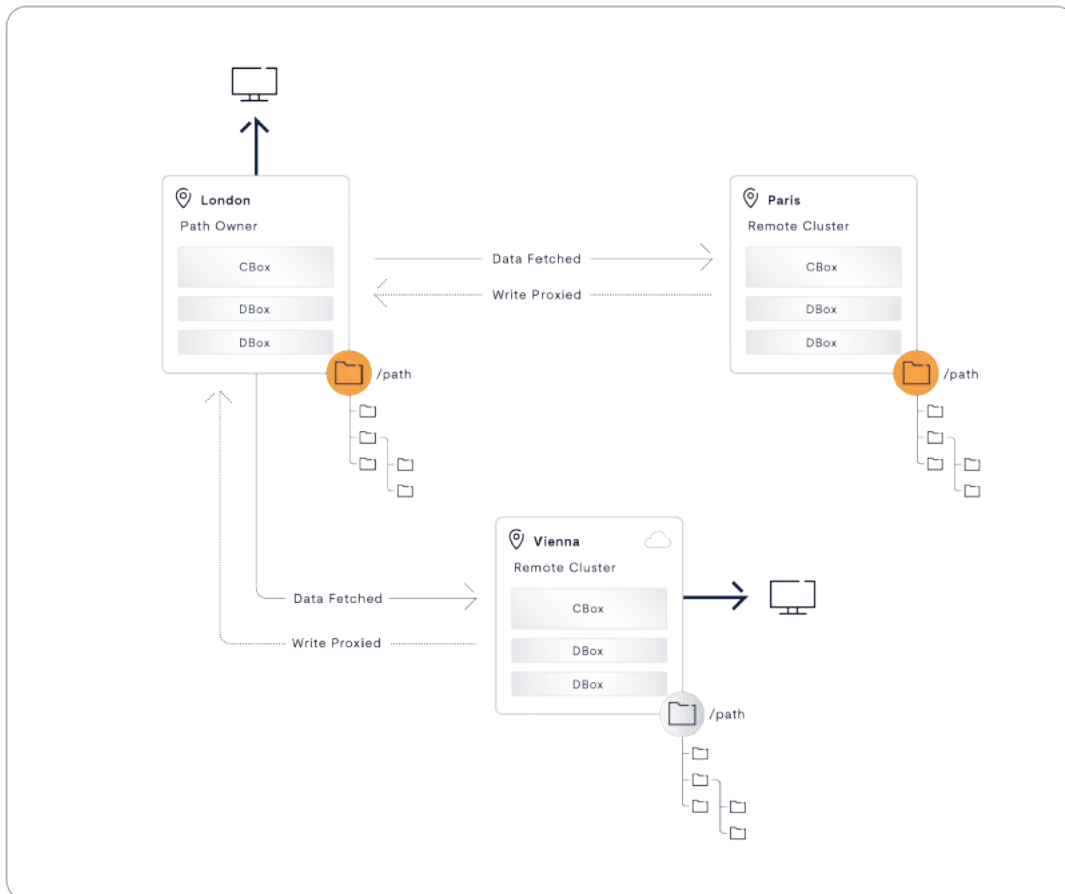 London
Path Owner
CBox
DBox
DBox
/path
Data Fetched
Write Proxied
Paris
Remote Cluster
CBox
DBox
DBox
/path
Vienna
Remote Cluster
CBox
DBox
DBox
/path
Data Fetched
Write Proxied